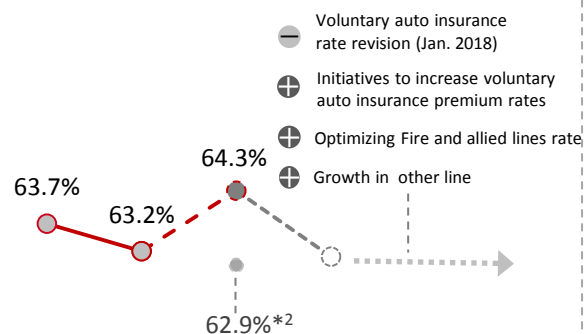 Voluntary auto insurance
rate revision (Jan. 2018)
Initiatives to increase voluntary
auto insurance premium rates
Optimizing Fire and allied lines rate
Growth in other line
64.3%
63.7%
63.2%
62.9%*2